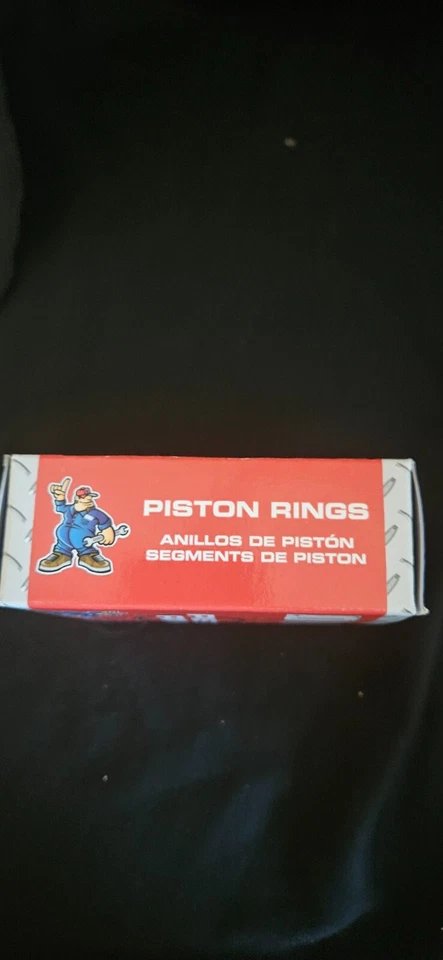 PISTON RINGS
ANILLOS DE PISTÓN
SEGMENTS DE PISTON